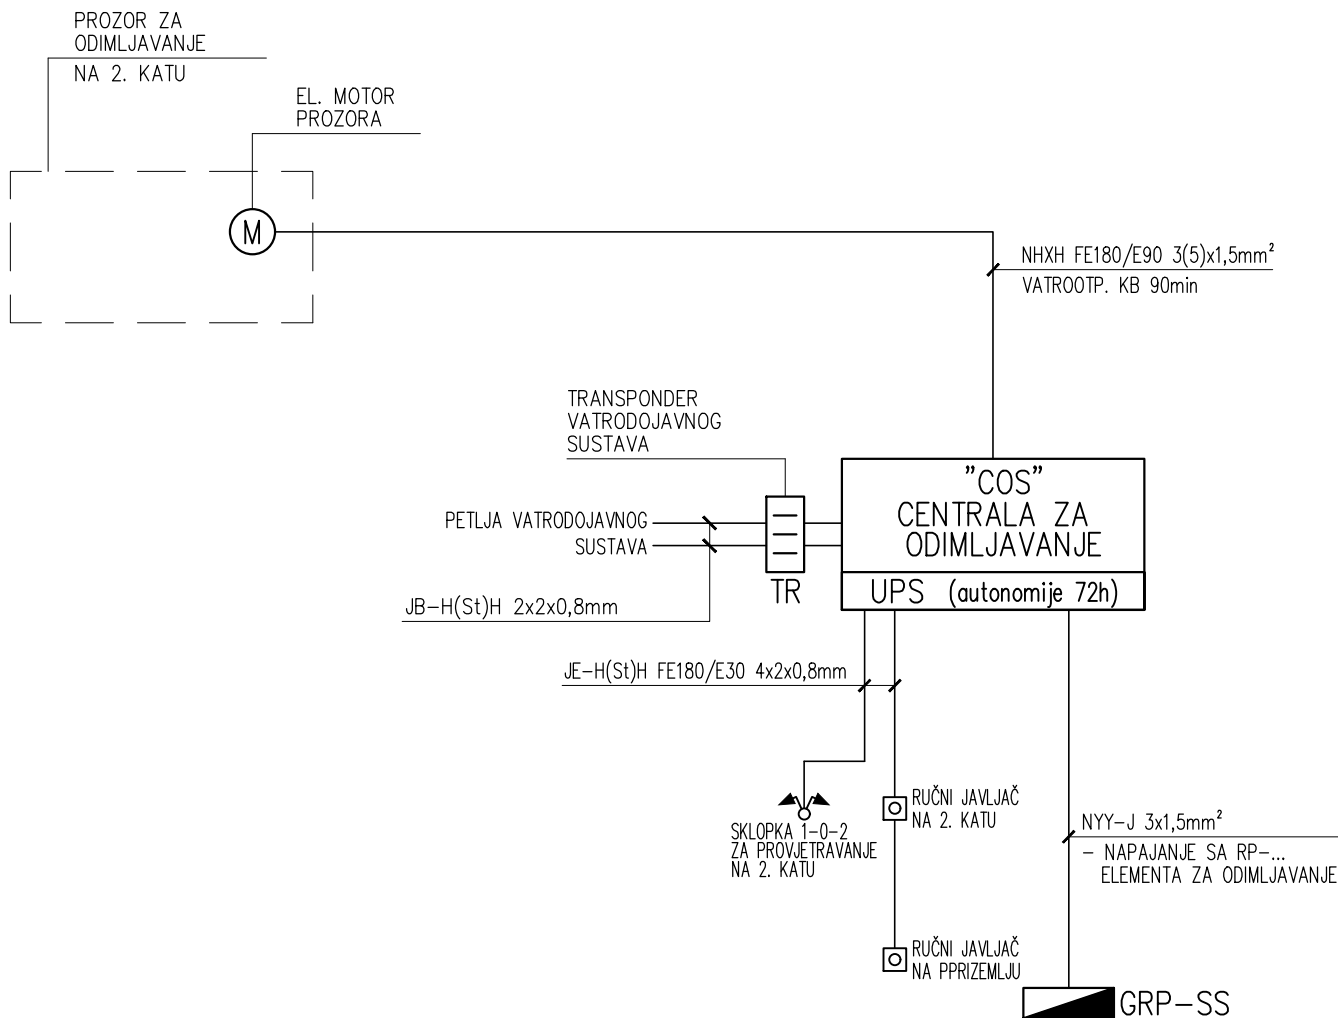 PROZOR ZA
ODIMLJAVANJE
NA 2. KATU
EL. MOTOR
PROZORA
M
NHXH FE180/E90 3(5)x1,5mm²
VATROOTP. KB 90min
TRANSPONDER
VATRODOJAVNOG
SUSTAVA
"COS"
CENTRALA ZA
ODIMLJAVANJE
PETLJA VATRODOJAVNOG
SUSTAVA
TR
UPS (autonomije 72h)
JB-H(St)H 2x2x0,8mm
JE-H(St)H FE180/E30 4x2x0,8mm
SKLOPKA 1-0-2
ZA PROVJETRAVANJE
NA 2. KATU
RUČNI JAVLJAČ
NA 2. KATU
NYY-J 3x1,5mm²
- NAPAJANJE SA RP-...
ELEMENTA ZA ODIMLJAVANJE
RUČNI JAVLJAČ
NA PPRIZEMLJU
GRP-SS